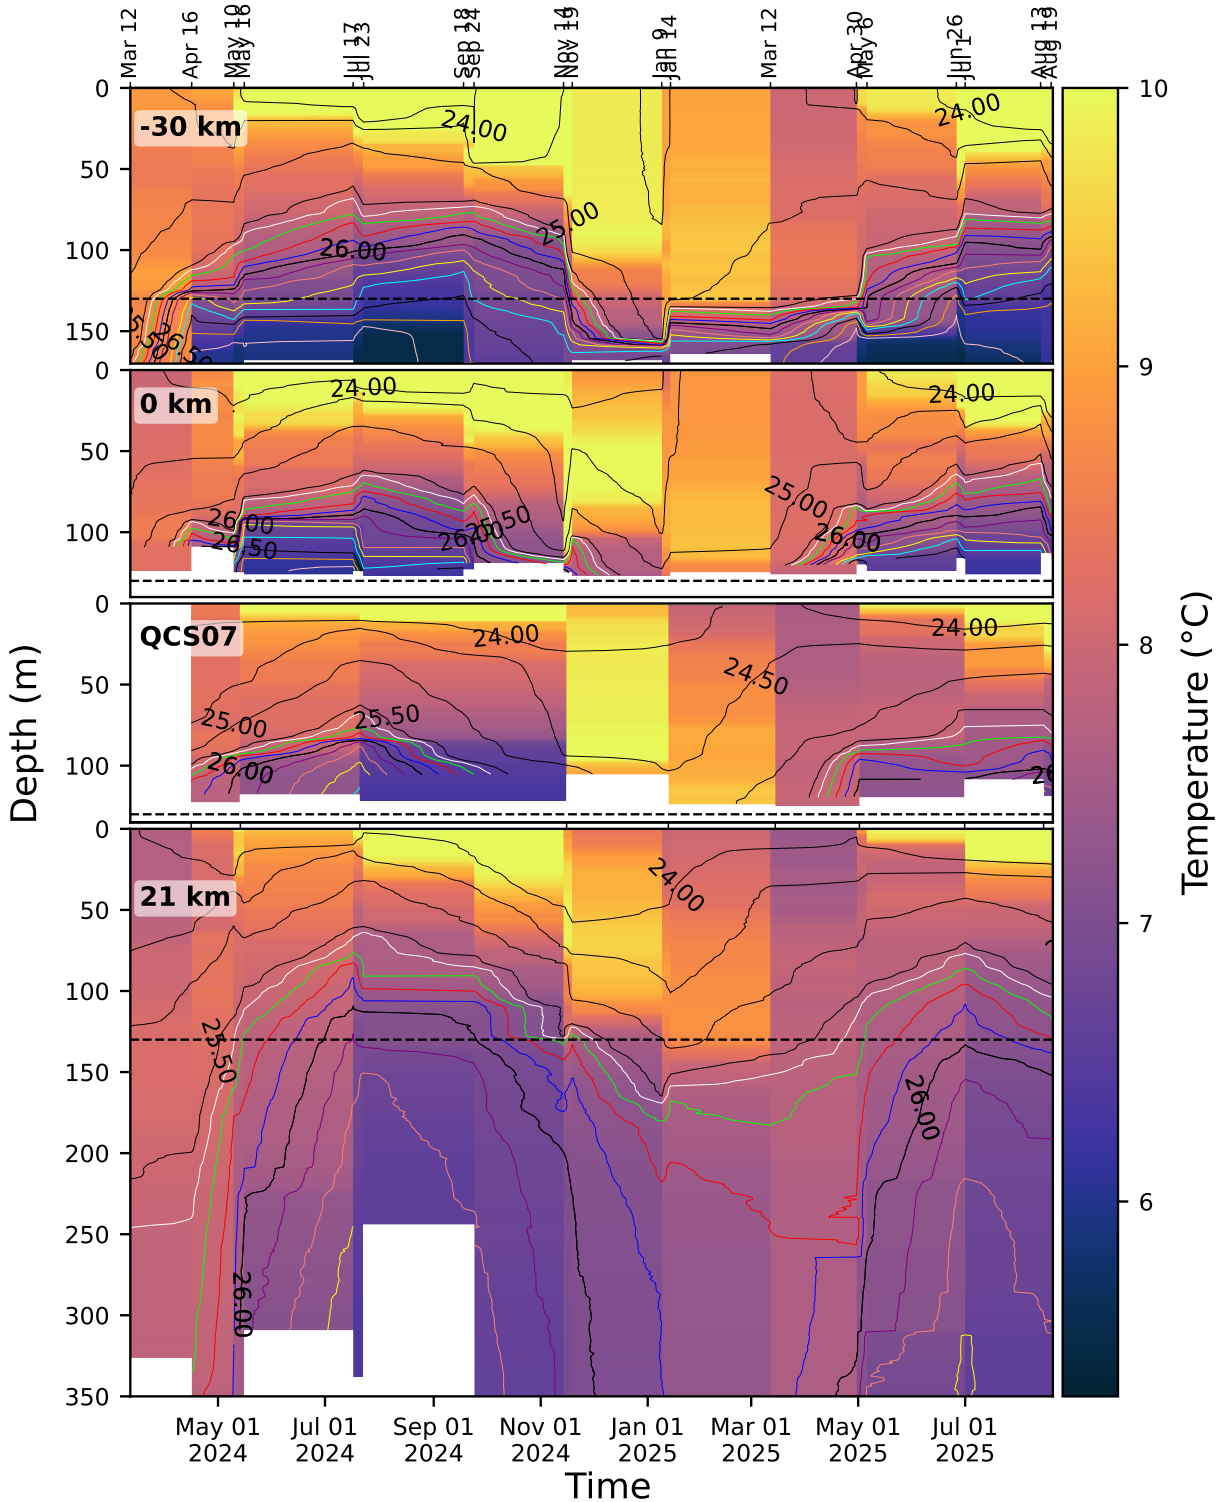 Mar 12
Apr 16
May 10
May 16
Jul 17
Jul 23
Sep 18
Sep 24
Nov 14
Nov 19
Jan 9
Jan 14
Mar 12
Apr 30
May 6
Jun 26
Jul 1
Aug 13
Aug 19
0
50
100
150
-30 km
24.00
25.00
26.00
26.50
24.00
0
50
100
0 km
24.00
26.00
26.50
25.50
26.00
25.00
26.00
24.00
0
50
100
QCS07
24.00
25.00
25.50
26.00
24.50
24.00
0
50
100
150
200
250
300
350
21 km
25.50
26.00
24.00
26.00
May 01
2024
Jul 01
2024
Sep 01
2024
Nov 01
2024
Jan 01
2025
Mar 01
2025
May 01
2025
Jul 01
2025
Time
Depth (m)
10
9
8
7
6
Temperature (°C)